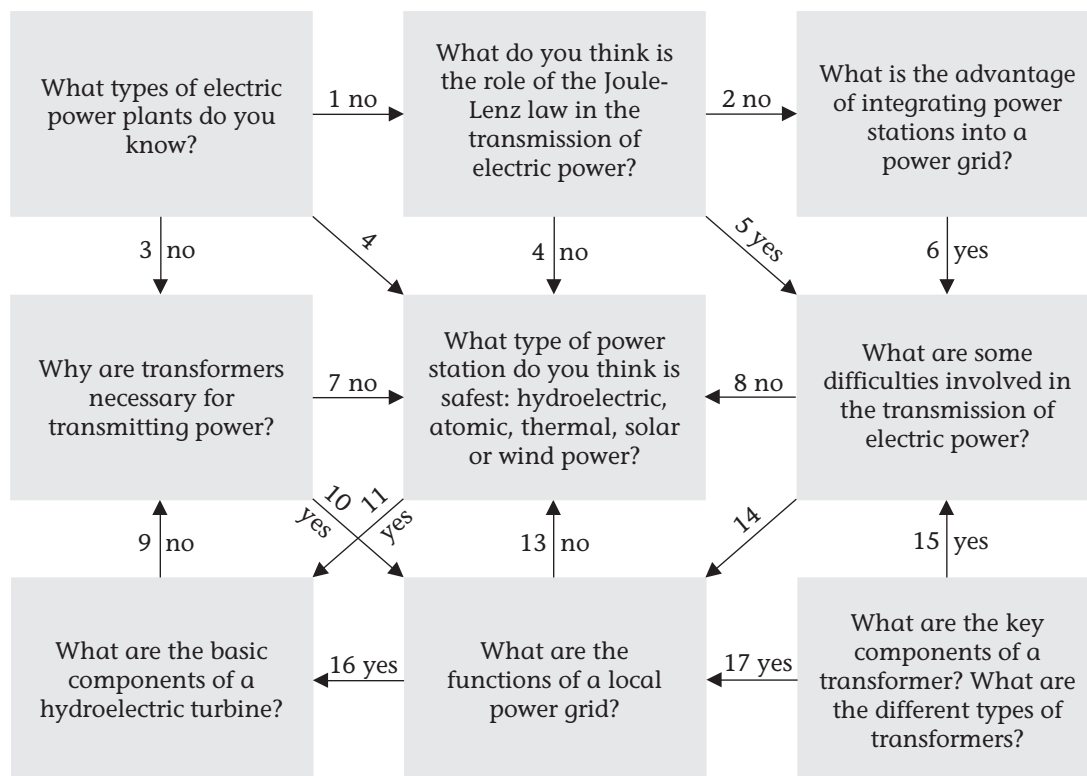 What types of electric
power plants do you
know?
1 no
What do you think is
the role of the Joule-
Lenz law in the
transmission of
electric power?
2 no
What is the advantage
of integrating power
stations into a
power grid?
3 no
4
4 no
5 yes
6 yes
Why are transformers
necessary for
transmitting power?
7 no
What type of power
station do you think is
safest: hydroelectric,
atomic, thermal, solar
or wind power?
8 no
What are some
difficulties involved in
the transmission of
electric power?
9 no
10
yes
11
yes
13 no
14
15 yes
What are the basic
components of a
hydroelectric turbine?
16 yes
What are the
functions of a local
power grid?
17 yes
What are the key
components of a
transformer? What are
the different types of
transformers?